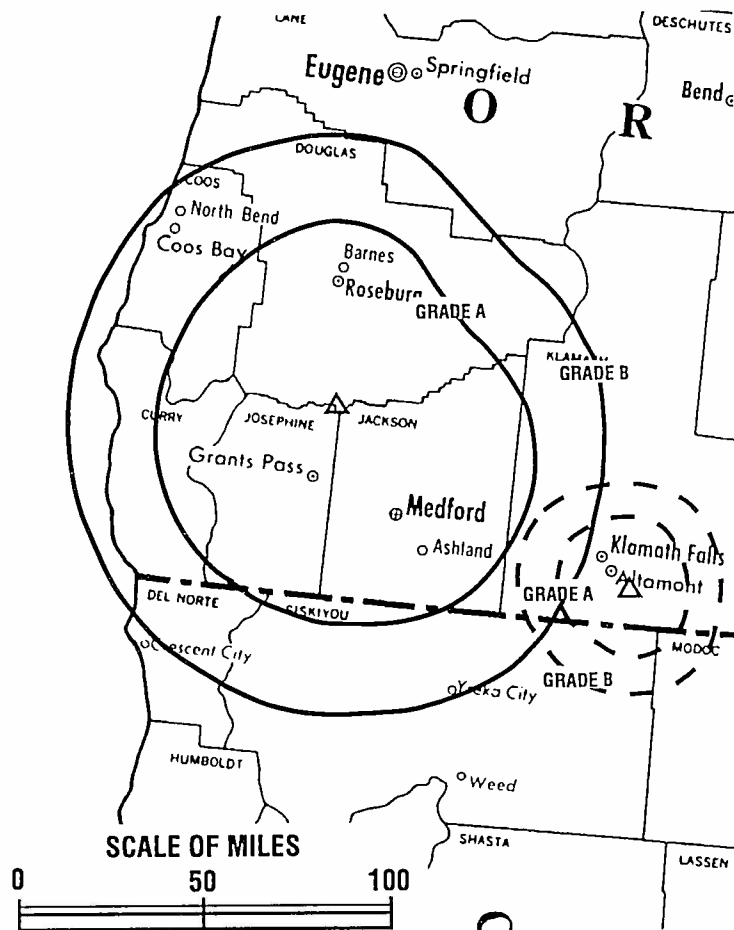 LANE
DESCHUTES
Eugene
Springfield
Bend
O
R
DOUGLAS
COOS
North Bend
Coos Bay
Barnes
Roseburn
GRADE A
KLAMATH
GRADE B
CURRY
JOSEPHINE
JACKSON
Grants Pass
Medford
Ashland
Klamath Falls
Altamont
GRADE A
DEL NORTE
SISKIYOU
MODOC
Crescent City
GRADE B
Yreka City
HUMBOLDT
Weed
SHASTA
LASSEN
SCALE OF MILES
0 50 100